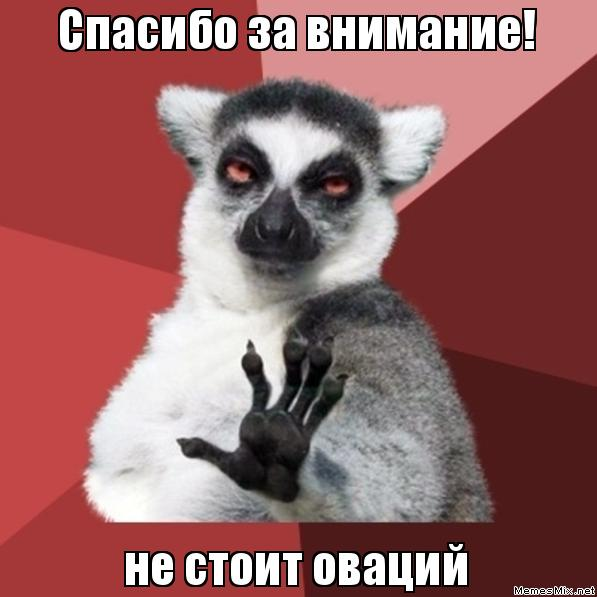 Спасибо за внимание!
не стоит оваций
MemesMix.net